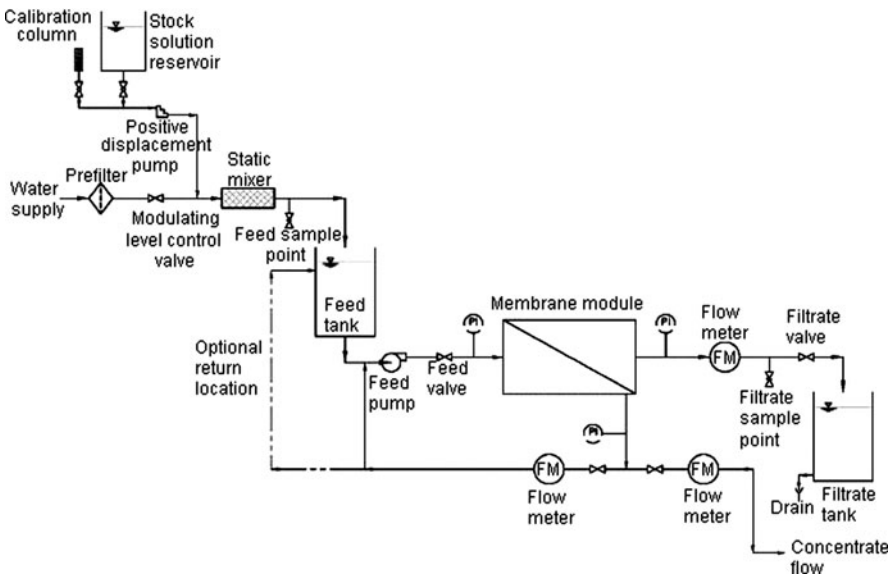 Calibration
column
Stock
solution
reservoir
Positive
displacement
pump
Static
mixer
Prefilter
Water
supply
Modulating
level control
valve
Feed sample
point
Feed
tank
Optional
return
location
Feed
pump
Feed
valve
PI
Membrane module
PI
Flow
meter
FM
Filtrate
valve
Filtrate
sample
point
PI
FM
Flow
meter
FM
Flow
meter
Drain
Filtrate
tank
Concentrate
flow